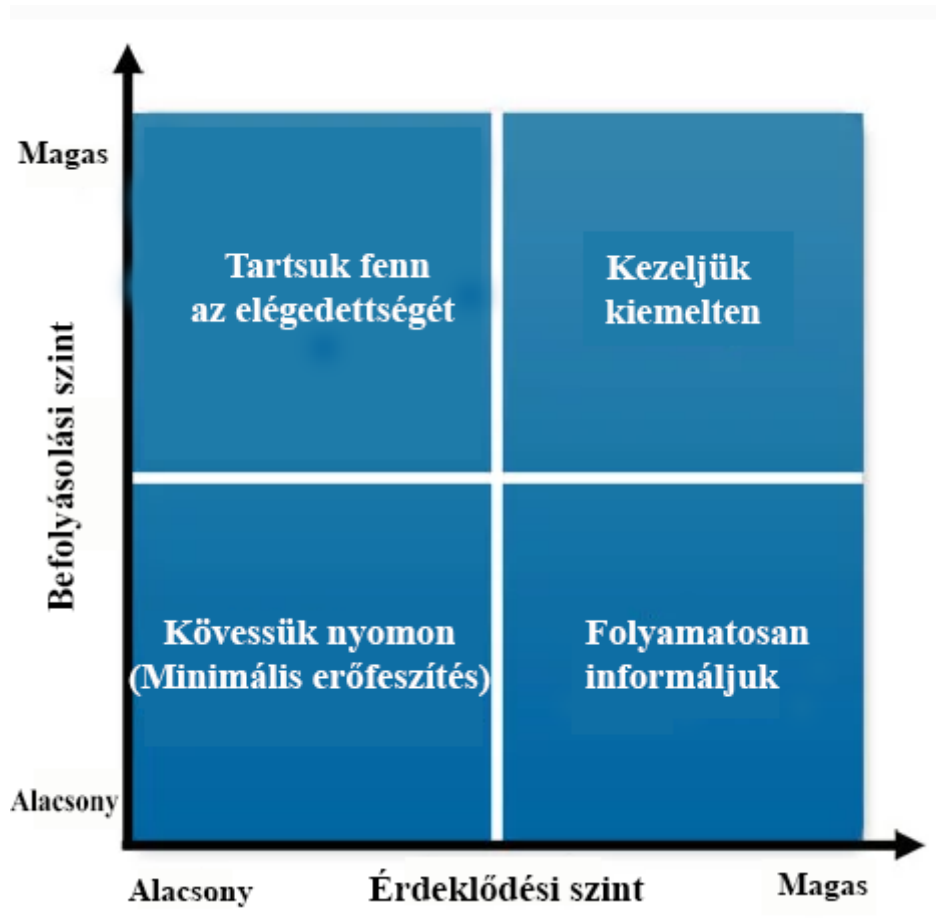 Magas
Tartsuk fenn
az elégedettségét
Kezeljük
kiemelten
Befolyásolási szint
Kövessük nyomon
(Minimális erőfeszítés)
Folyamatosan
informáljuk
Alacsony
Alacsony
Érdeklődési szint
Magas